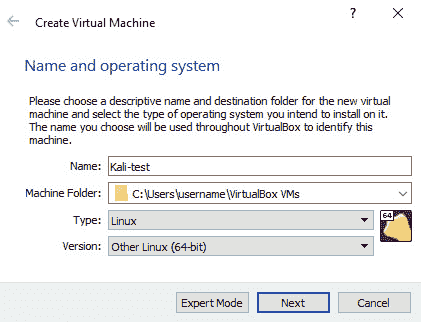 Create Virtual Machine
Name and operating system
Please choose a descriptive name and destination folder for the new virtual
machine and select the type of operating system you intend to install on it.
The name you choose will be used throughout VirtualBox to identify this
machine.
Name: Kali-test
Machine Folder: C:\Users\username\VirtualBox VMs
Type: Linux
64
Version: Other Linux (64-bit)
Expert Mode Next Cancel